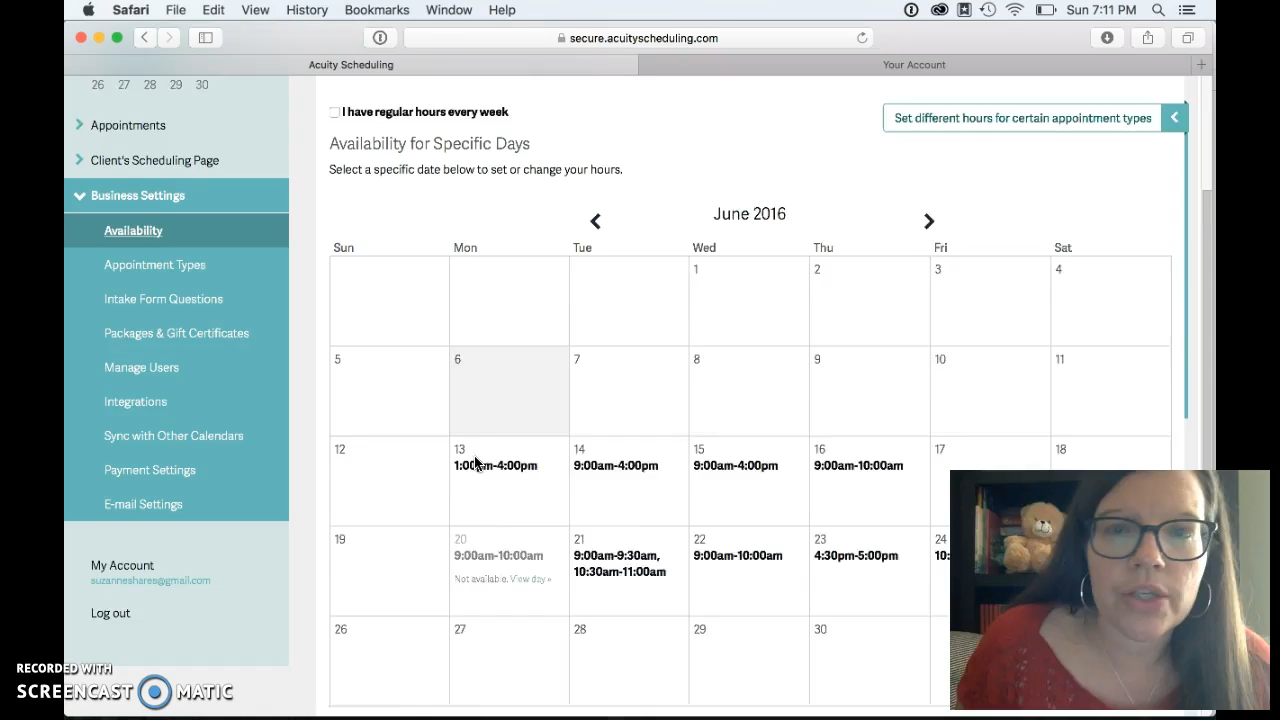 Safari File Edit View History Bookmarks Window Help Sun 7:11 PM
secure.acuityscheduling.com
Acuity Scheduling Your Account
26 27 28 29 30
Appointments
Client's Scheduling Page
Business Settings
Availability
Appointment Types
Intake Form Questions
Packages & Gift Certificates
Manage Users
Integrations
Sync with Other Calendars
Payment Settings
E-mail Settings
My Account
suzanneshares@gmail.com
Log out
I have regular hours every week
Set different hours for certain appointment types
Availability for Specific Days
Select a specific date below to set or change your hours.
June 2016
Sun Mon Tue Wed Thu Fri Sat
1 2 3 4
5 6 7 8 9 10 11
12 13 14 15 16 17 18
9:00am-4:00pm 9:00am-4:00pm 9:00am-10:00am
19 20 21 22 23 24
9:00am-10:00am 9:00am-9:30am, 9:00am-10:00am 4:30pm-5:00pm 10:
10:30am-11:00am
Not available. View day »
26 27 28 29 30
RECORDED WITH
SCREENCAST MATIC